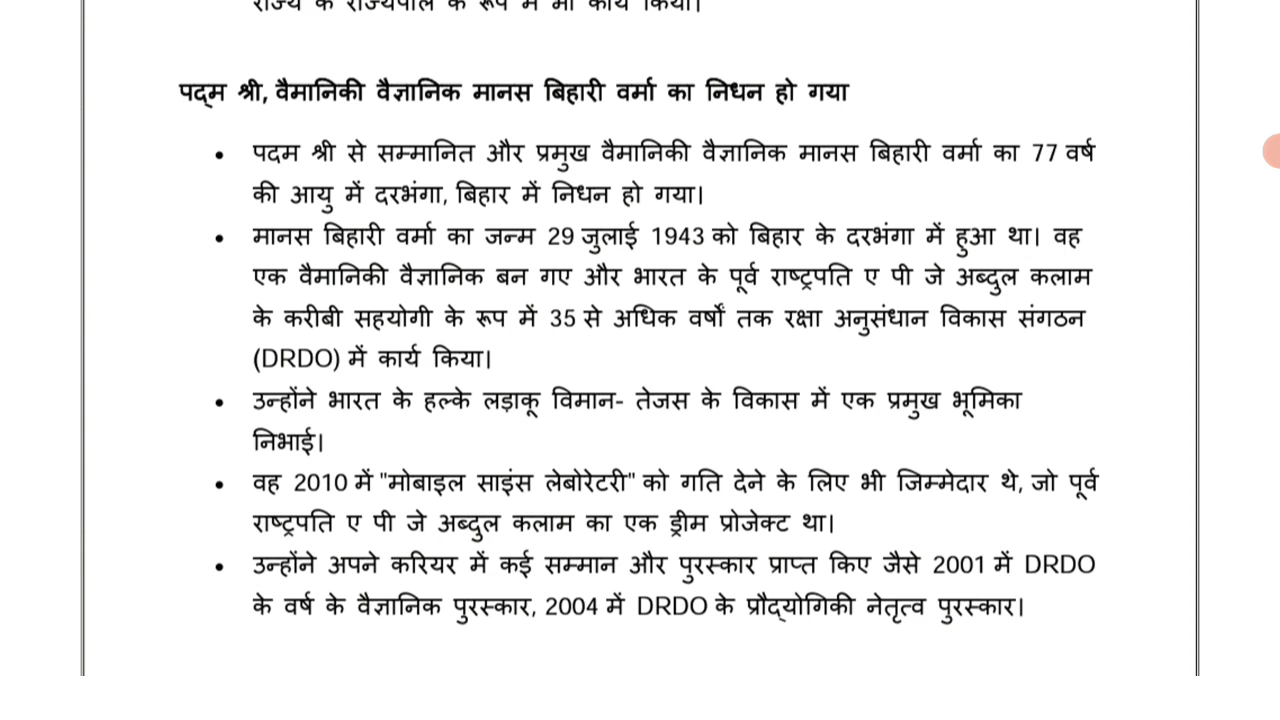 राज्य के राज्यपाल के रूप में भी कार्य किया।
पद्म श्री, वैमानिकी वैज्ञानिक मानस बिहारी वर्मा का निधन हो गया
• पदम श्री से सम्मानित और प्रमुख वैमानिकी वैज्ञानिक मानस बिहारी वर्मा का 77 वर्ष
की आयु में दरभंगा, बिहार में निधन हो गया।
• मानस बिहारी वर्मा का जन्म 29 जुलाई 1943 को बिहार के दरभंगा में हुआ था। वह
एक वैमानिकी वैज्ञानिक बन गए और भारत के पूर्व राष्ट्रपति ए पी जे अब्दुल कलाम
के करीबी सहयोगी के रूप में 35 से अधिक वर्षों तक रक्षा अनुसंधान विकास संगठन
(DRDO) में कार्य किया।
• उन्होंने भारत के हल्के लड़ाकू विमान- तेजस के विकास में एक प्रमुख भूमिका
निभाई।
• वह 2010 में "मोबाइल साइंस लेबोरेटरी" को गति देने के लिए भी जिम्मेदार थे, जो पूर्व
राष्ट्रपति ए पी जे अब्दुल कलाम का एक ड्रीम प्रोजेक्ट था।
• उन्होंने अपने करियर में कई सम्मान और पुरस्कार प्राप्त किए जैसे 2001 में DRDO
के वर्ष के वैज्ञानिक पुरस्कार, 2004 में DRDO के प्रौद्योगिकी नेतृत्व पुरस्कार।